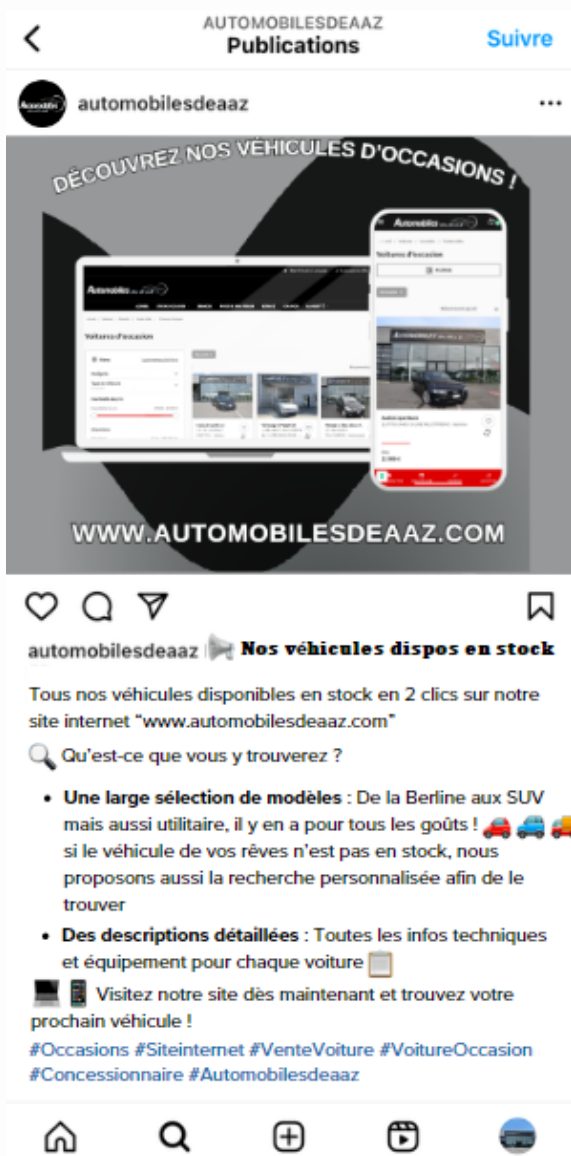 AUTOMOBILESDEAAZ
Publications
Suivre
automobilesdeaaz
DÉCOUVREZ NOS VÉHICULES D'OCCASIONS !
Automobiles
Voitures d'occasion
Automobiles
Voitures d'occasion
WWW.AUTOMOBILESDEAAZ.COM
automobilesdeaaz Nos véhicules dispos en stock
Tous nos véhicules disponibles en stock en 2 clics sur notre
site internet “www.automobilesdeaaz.com”
Qu'est-ce que vous y trouverez ?
• Une large sélection de modèles : De la Berline aux SUV
mais aussi utilitaire, il y en a pour tous les goûts !
si le véhicule de vos rêves n'est pas en stock, nous
proposons aussi la recherche personnalisée afin de le
trouver
• Des descriptions détaillées : Toutes les infos techniques
et équipement pour chaque voiture
Visitez notre site dès maintenant et trouvez votre
prochain véhicule !
#Occasions #Siteinternet #VenteVoiture #VoitureOccasion
#Concessionnaire #Automobilesdeaaz